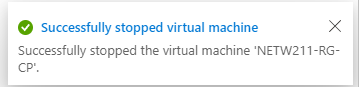 Successfully stopped virtual machine
Successfully stopped the virtual machine 'NETW211-RG-
CP'.